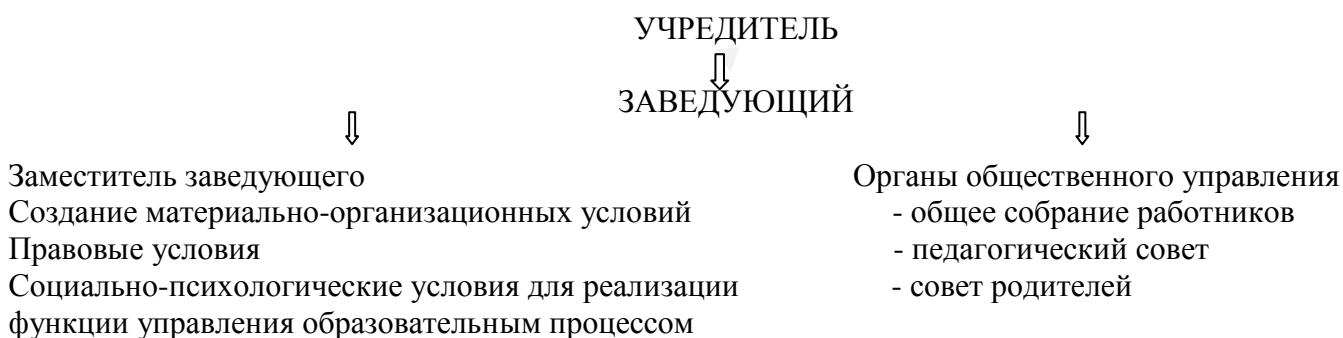 УЧРЕДИТЕЛЬ
ЗАВЕДУЮЩИЙ
Заместитель заведующего
Создание материально-организационных условий
Правовые условия
Социально-психологические условия для реализации
функции управления образовательным процессом
Органы общественного управления
- общее собрание работников
- педагогический совет
- совет родителей